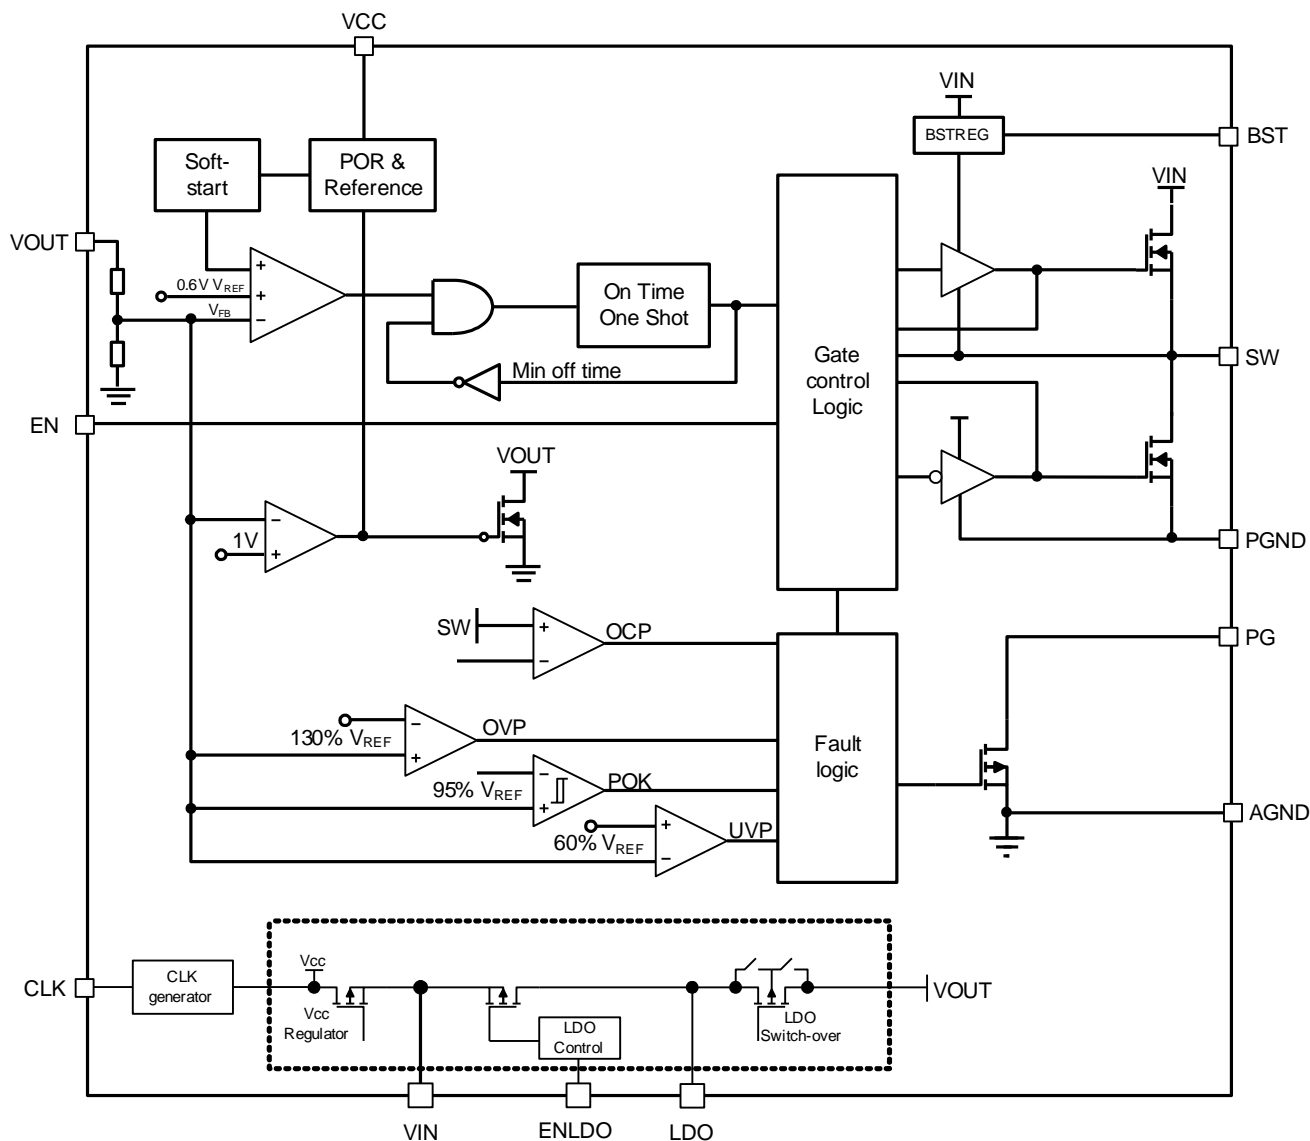 VCC
VIN
BSTREG
BST
Soft-
start
POR &
Reference
VIN
VOUT
0.6V VREF
+
+
VFB
−
On Time
One Shot
Min off time
Gate
control
Logic
SW
EN
VOUT
−
1V
+
PGND
SW
+
OCP
−
PG
130% VREF
−
OVP
+
Fault
logic
95% VREF
−
POK
+
60% VREF
+
UVP
−
AGND
CLK
CLK
generator
Vcc
Vcc
Regulator
LDO
Control
LDO
Switch-over
VOUT
VIN
ENLDO
LDO